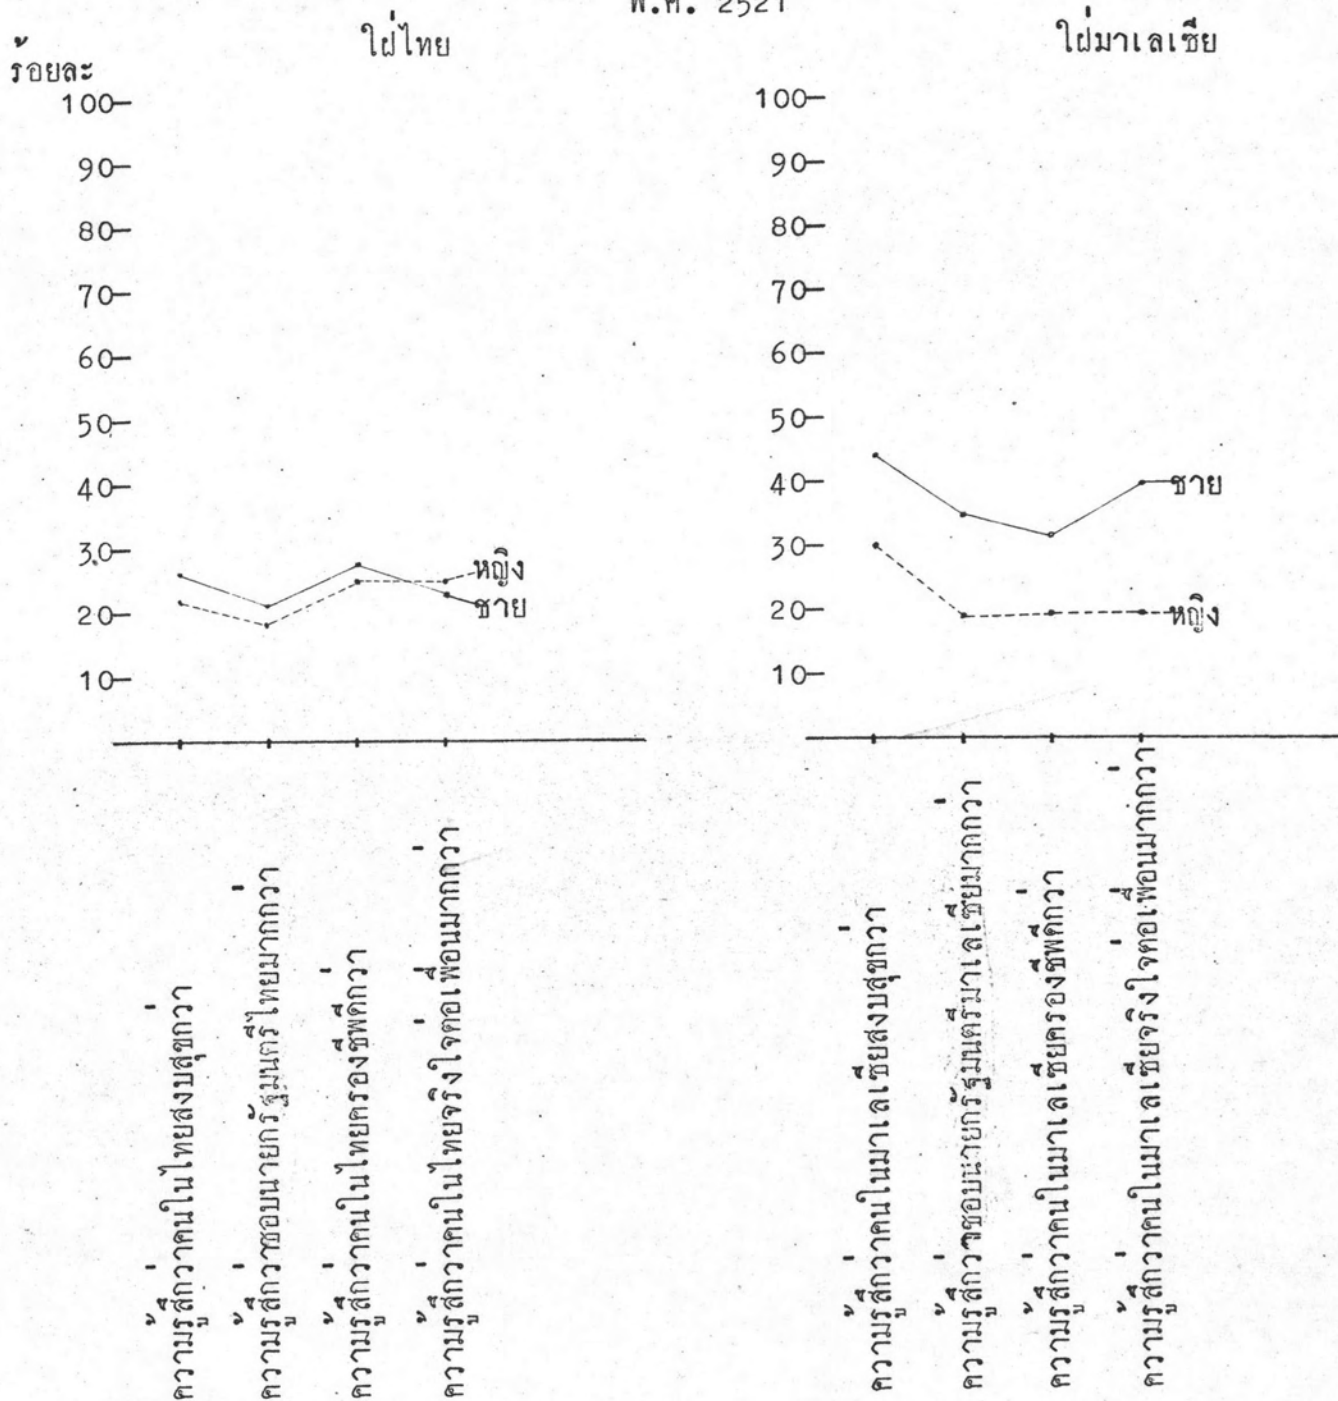 พ.ศ. 2521
ใฝ่ไทย
ใฝ่มาเลเซีย
ร้อยละ
100
90
80
70
60
50
40
30
20
10
หญิง
ชาย
ความรู้สึกว่าคนในไทยสงบสุขกว่า
ความรู้สึกว่าชอบนายกรัฐมนตรีไทยมากกว่า
ความรู้สึกว่าคนในไทยครองชีพดีกว่า
ความรู้สึกว่าคนในไทยจริงใจต่อเพื่อนมากกว่า
100
90
80
70
60
50
40
30
20
10
ชาย
หญิง
ความรู้สึกว่าคนในมาเลเซียสงบสุขกว่า
ความรู้สึกว่าชอบนายกรัฐมนตรีมาเลเซียมากกว่า
ความรู้สึกว่าคนในมาเลเซียครองชีพดีกว่า
ความรู้สึกว่าคนในมาเลเซียจริงใจต่อเพื่อนมากกว่า